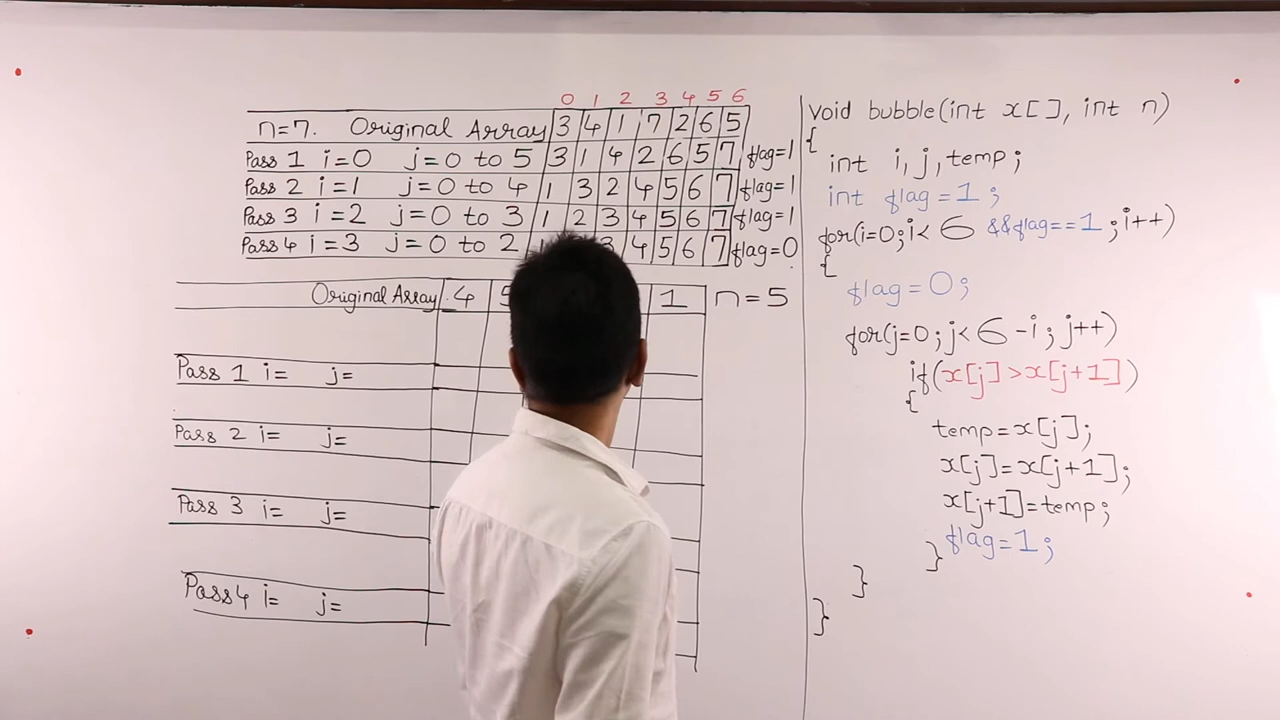 0 1 2 3 4 5 6
n=7. Original Array 3 4 1 7 2 6 5
Pass 1 i=0 j=0 to 5 3 1 4 2 6 5 7 flag=1
Pass 2 i=1 j=0 to 4 1 3 2 4 5 6 7 flag=1
Pass 3 i=2 j=0 to 3 1 2 3 4 5 6 7 flag=1
Pass 4 i=3 j=0 to 2 1 3 4 5 6 7 flag=0
Original Array 4 5 1 n=5
Pass 1 i= j=
Pass 2 i= j=
Pass 3 i= j=
Pass 4 i= j=
void bubble(int x[], int n)
{
int i, j, temp;
int flag=1;
for(i=0;i<6 &&flag==1;i++)
{
flag=0;
for(j=0;j<6-i;j++)
if(x[j]>x[j+1])
{
temp=x[j];
x[j]=x[j+1];
x[j+1]=temp;
flag=1;
}
}
}